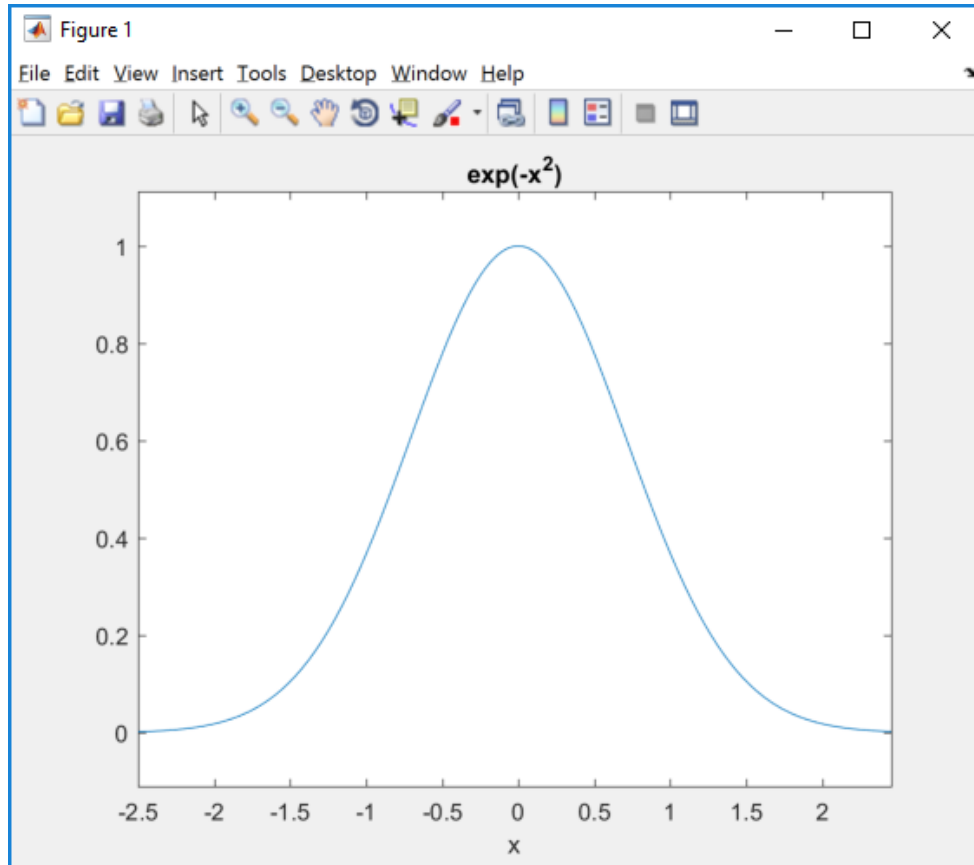 Figure 1
File Edit View Insert Tools Desktop Window Help
exp(-x²)
1
0.8
0.6
0.4
0.2
0
-2.5 -2 -1.5 -1 -0.5 0 0.5 1 1.5 2
x